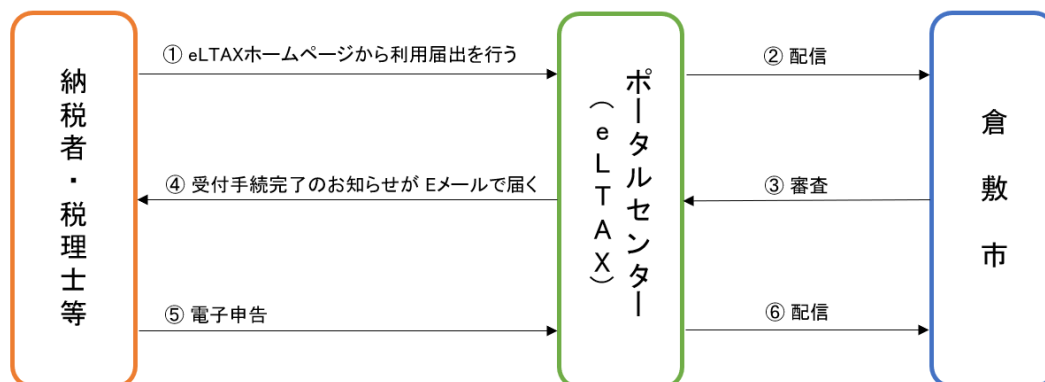 納税者・税理士等
① eLTAXホームページから利用届出を行う
④ 受付手続完了のお知らせが Eメールで届く
⑤ 電子申告
ポータルセンター
（eLTAX）
② 配信
③ 審査
⑥ 配信
倉敷市